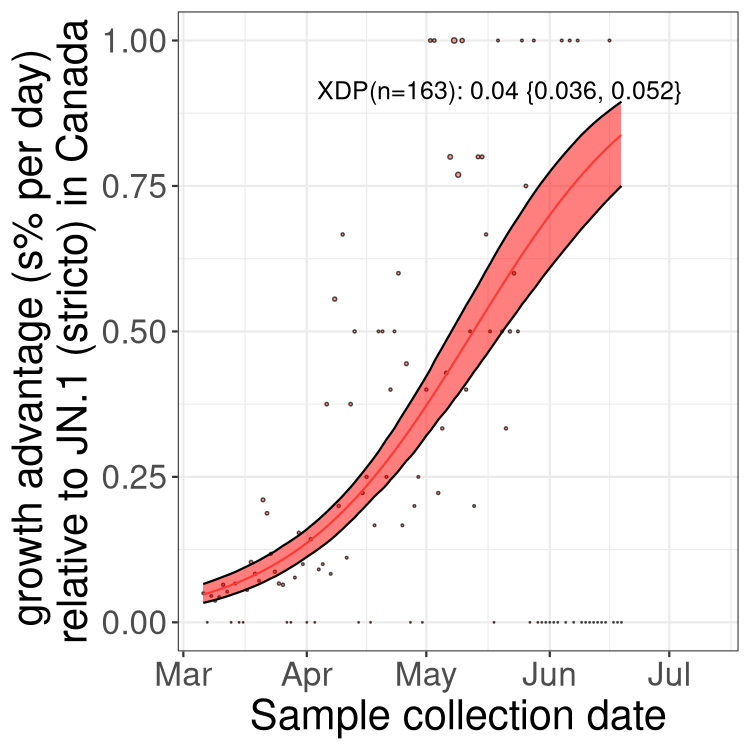 growth advantage (s% per day)
relative to JN.1 (stricto) in Canada
1.00
0.75
0.50
0.25
0.00
XDP(n=163): 0.04 {0.036, 0.052}
Mar Apr May Jun Jul
Sample collection date